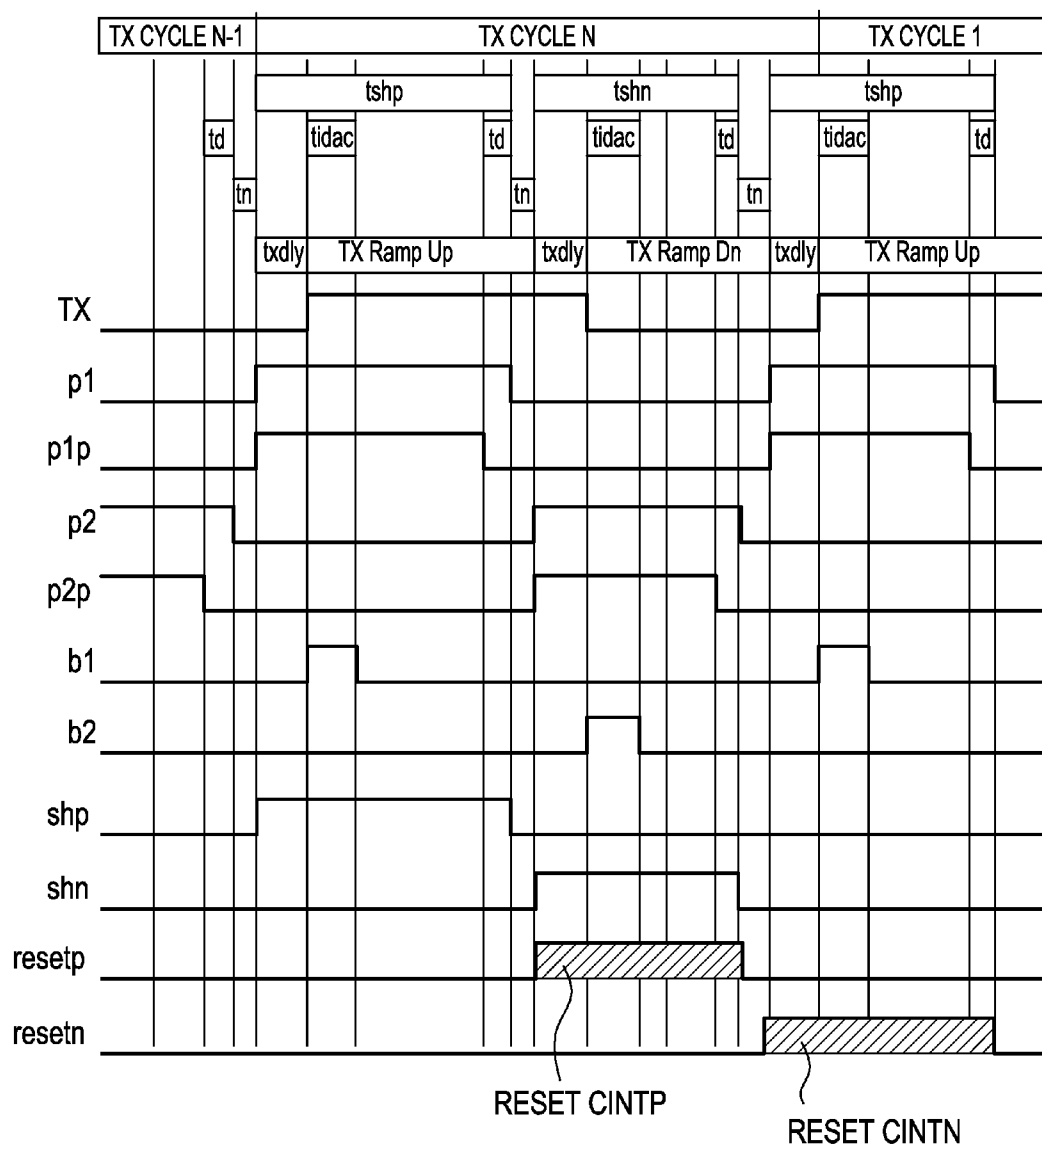 TX CYCLE N-1 TX CYCLE N TX CYCLE 1
tshp tshn tshp
td tidac td tidac td tidac td
tn tn tn
txdly TX Ramp Up txdly TX Ramp Dn txdly TX Ramp Up
TX
p1
p1p
p2
p2p
b1
b2
shp
shn
resetp
resetn
RESET CINTP
RESET CINTN